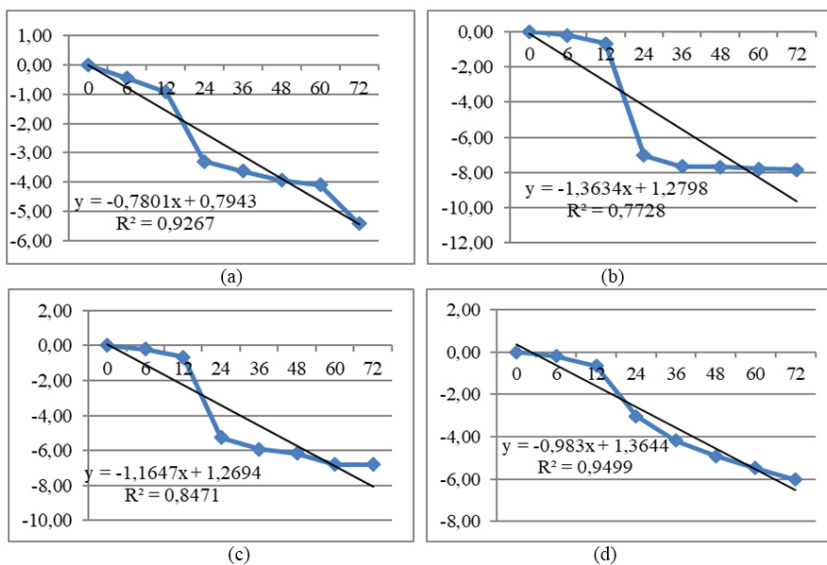 1,00
0,00
-1,00
-2,00
-3,00
-4,00
-5,00
-6,00
0 6 12 24 36 48 60 72
y = -0,7801x + 0,7943
R² = 0,9267
(a)
0,00
-2,00
-4,00
-6,00
-8,00
-10,00
-12,00
0 6 12 24 36 48 60 72
y = -1,3634x + 1,2798
R² = 0,7728
(b)
2,00
0,00
-2,00
-4,00
-6,00
-8,00
-10,00
0 6 12 24 36 48 60 72
y = -1,1647x + 1,2694
R² = 0,8471
(c)
2,00
0,00
-2,00
-4,00
-6,00
-8,00
0 6 12 24 36 48 60 72
y = -0,983x + 1,3644
R² = 0,9499
(d)